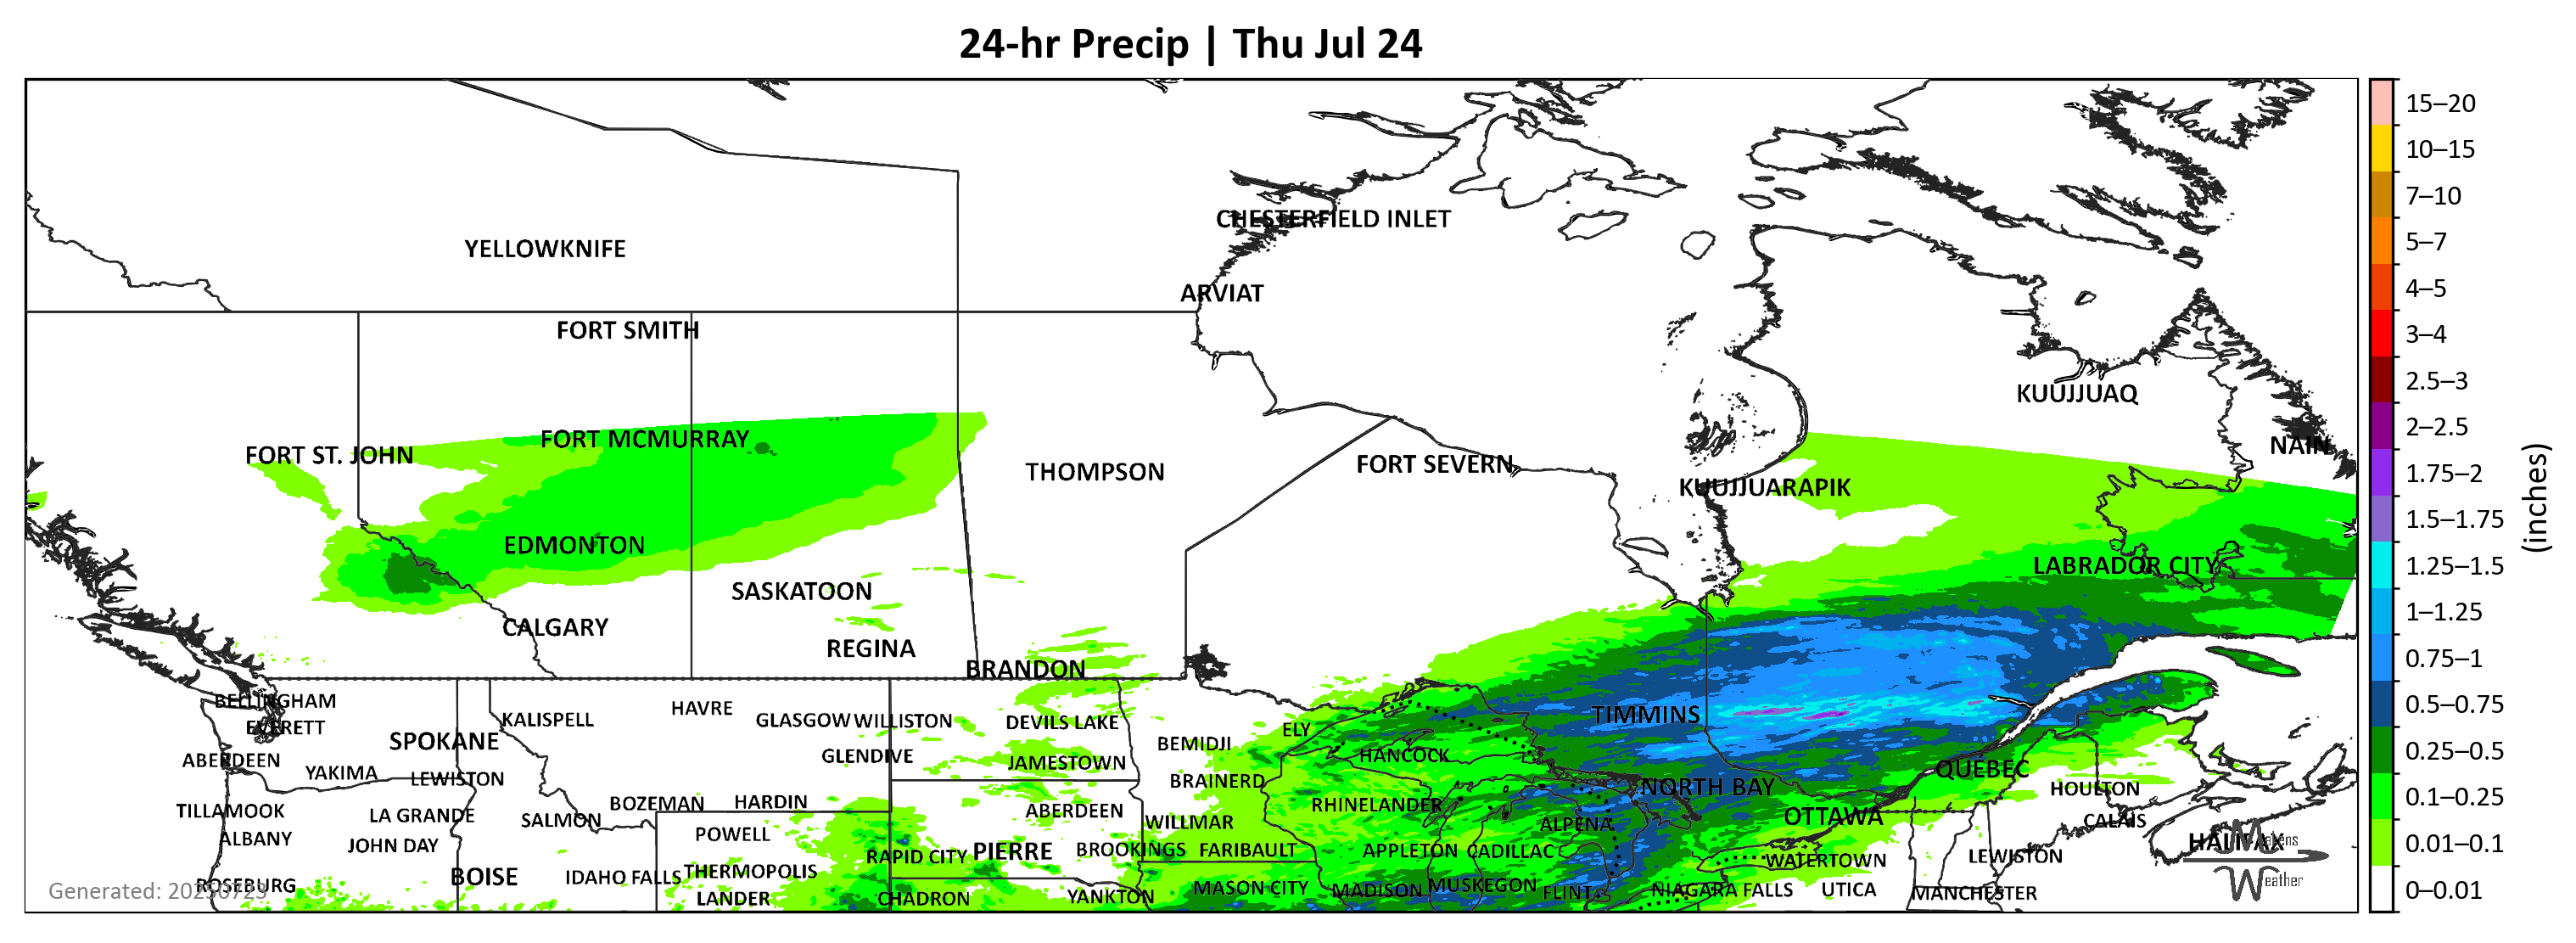 24-hr Precip | Thu Jul 24
CHESTERFIELD INLET
YELLOWKNIFE
ARVIAT
FORT SMITH
KUUJJUAQ
FORT MCMURRAY
NAIN
FORT ST. JOHN
FORT SEVERN
THOMPSON
KUUJJUARAPIK
EDMONTON
LABRADOR CITY
SASKATOON
CALGARY
REGINA
BRANDON
BELLINGHAM
HAVRE
TIMMINS
KALISPELL
GLASGOW
WILLISTON
DEVILS LAKE
EVERETT
ELY
SPOKANE
BEMIDJI
GLENDIVE
HANCOCK
ABERDEEN
JAMESTOWN
QUEBEC
YAKIMA
LEWISTON
BRAINERD
NORTH BAY
HOULTON
BOZEMAN
HARDIN
RHINELANDER
TILLAMOOK
LA GRANDE
SALMON
ABERDEEN
WILLMAR
ALPENA
OTTAWA
CALAIS
ALBANY
POWELL
JOHN DAY
HALIFAX
RAPID CITY
PIERRE
BROOKINGS
FARIBAULT
APPLETON
CADILLAC
WATERTOWN
LEWISTON
BOISE
IDAHO FALLS
THERMOPOLIS
ROSEBURG
MASON CITY
MADISON
MUSKEGON
FLINT
NIAGARA FALLS
UTICA
MANCHESTER
LANDER
CHADRON
YANKTON
Generated: 20250723
Weather
15–20
10–15
7–10
5–7
4–5
3–4
2.5–3
2–2.5
1.75–2
1.5–1.75
1.25–1.5
1–1.25
0.75–1
0.5–0.75
0.25–0.5
0.1–0.25
0.01–0.1
0–0.01
(inches)